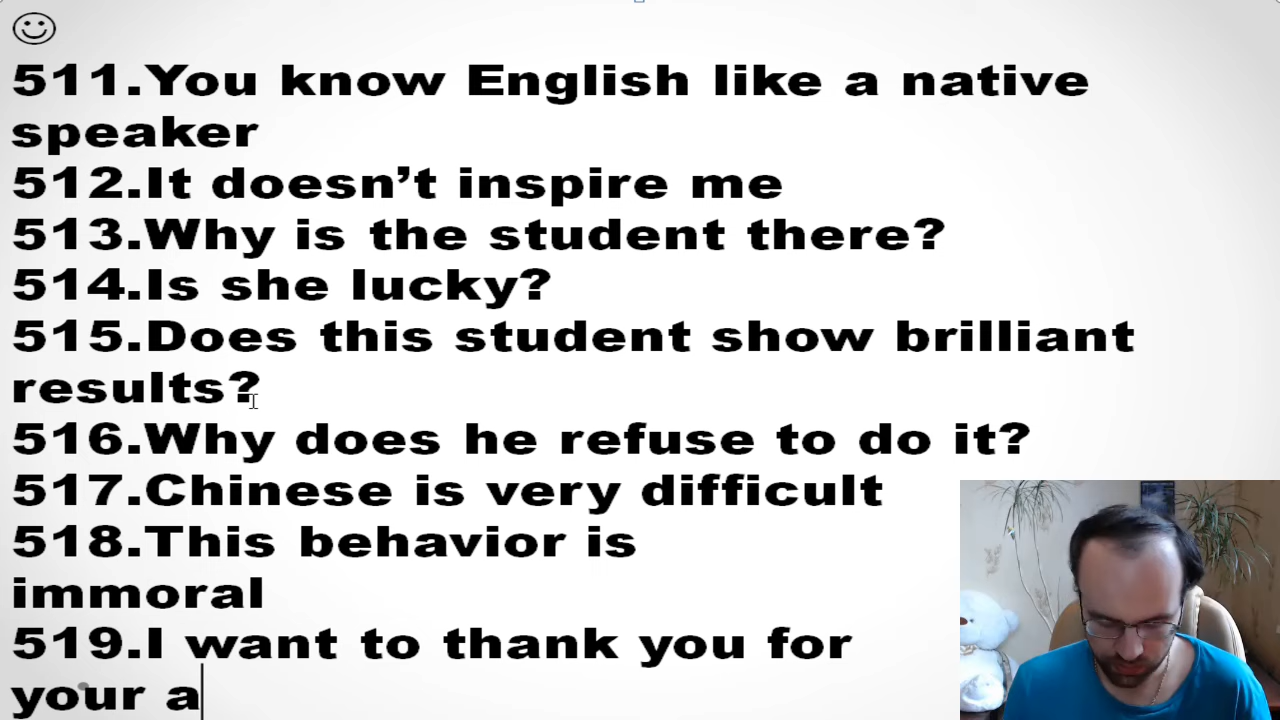 511.You know English like a native
speaker
512.It doesn’t inspire me
513.Why is the student there?
514.Is she lucky?
515.Does this student show brilliant
results?
516.Why does he refuse to do it?
517.Chinese is very difficult
518.This behavior is
immoral
519.I want to thank you for
your a